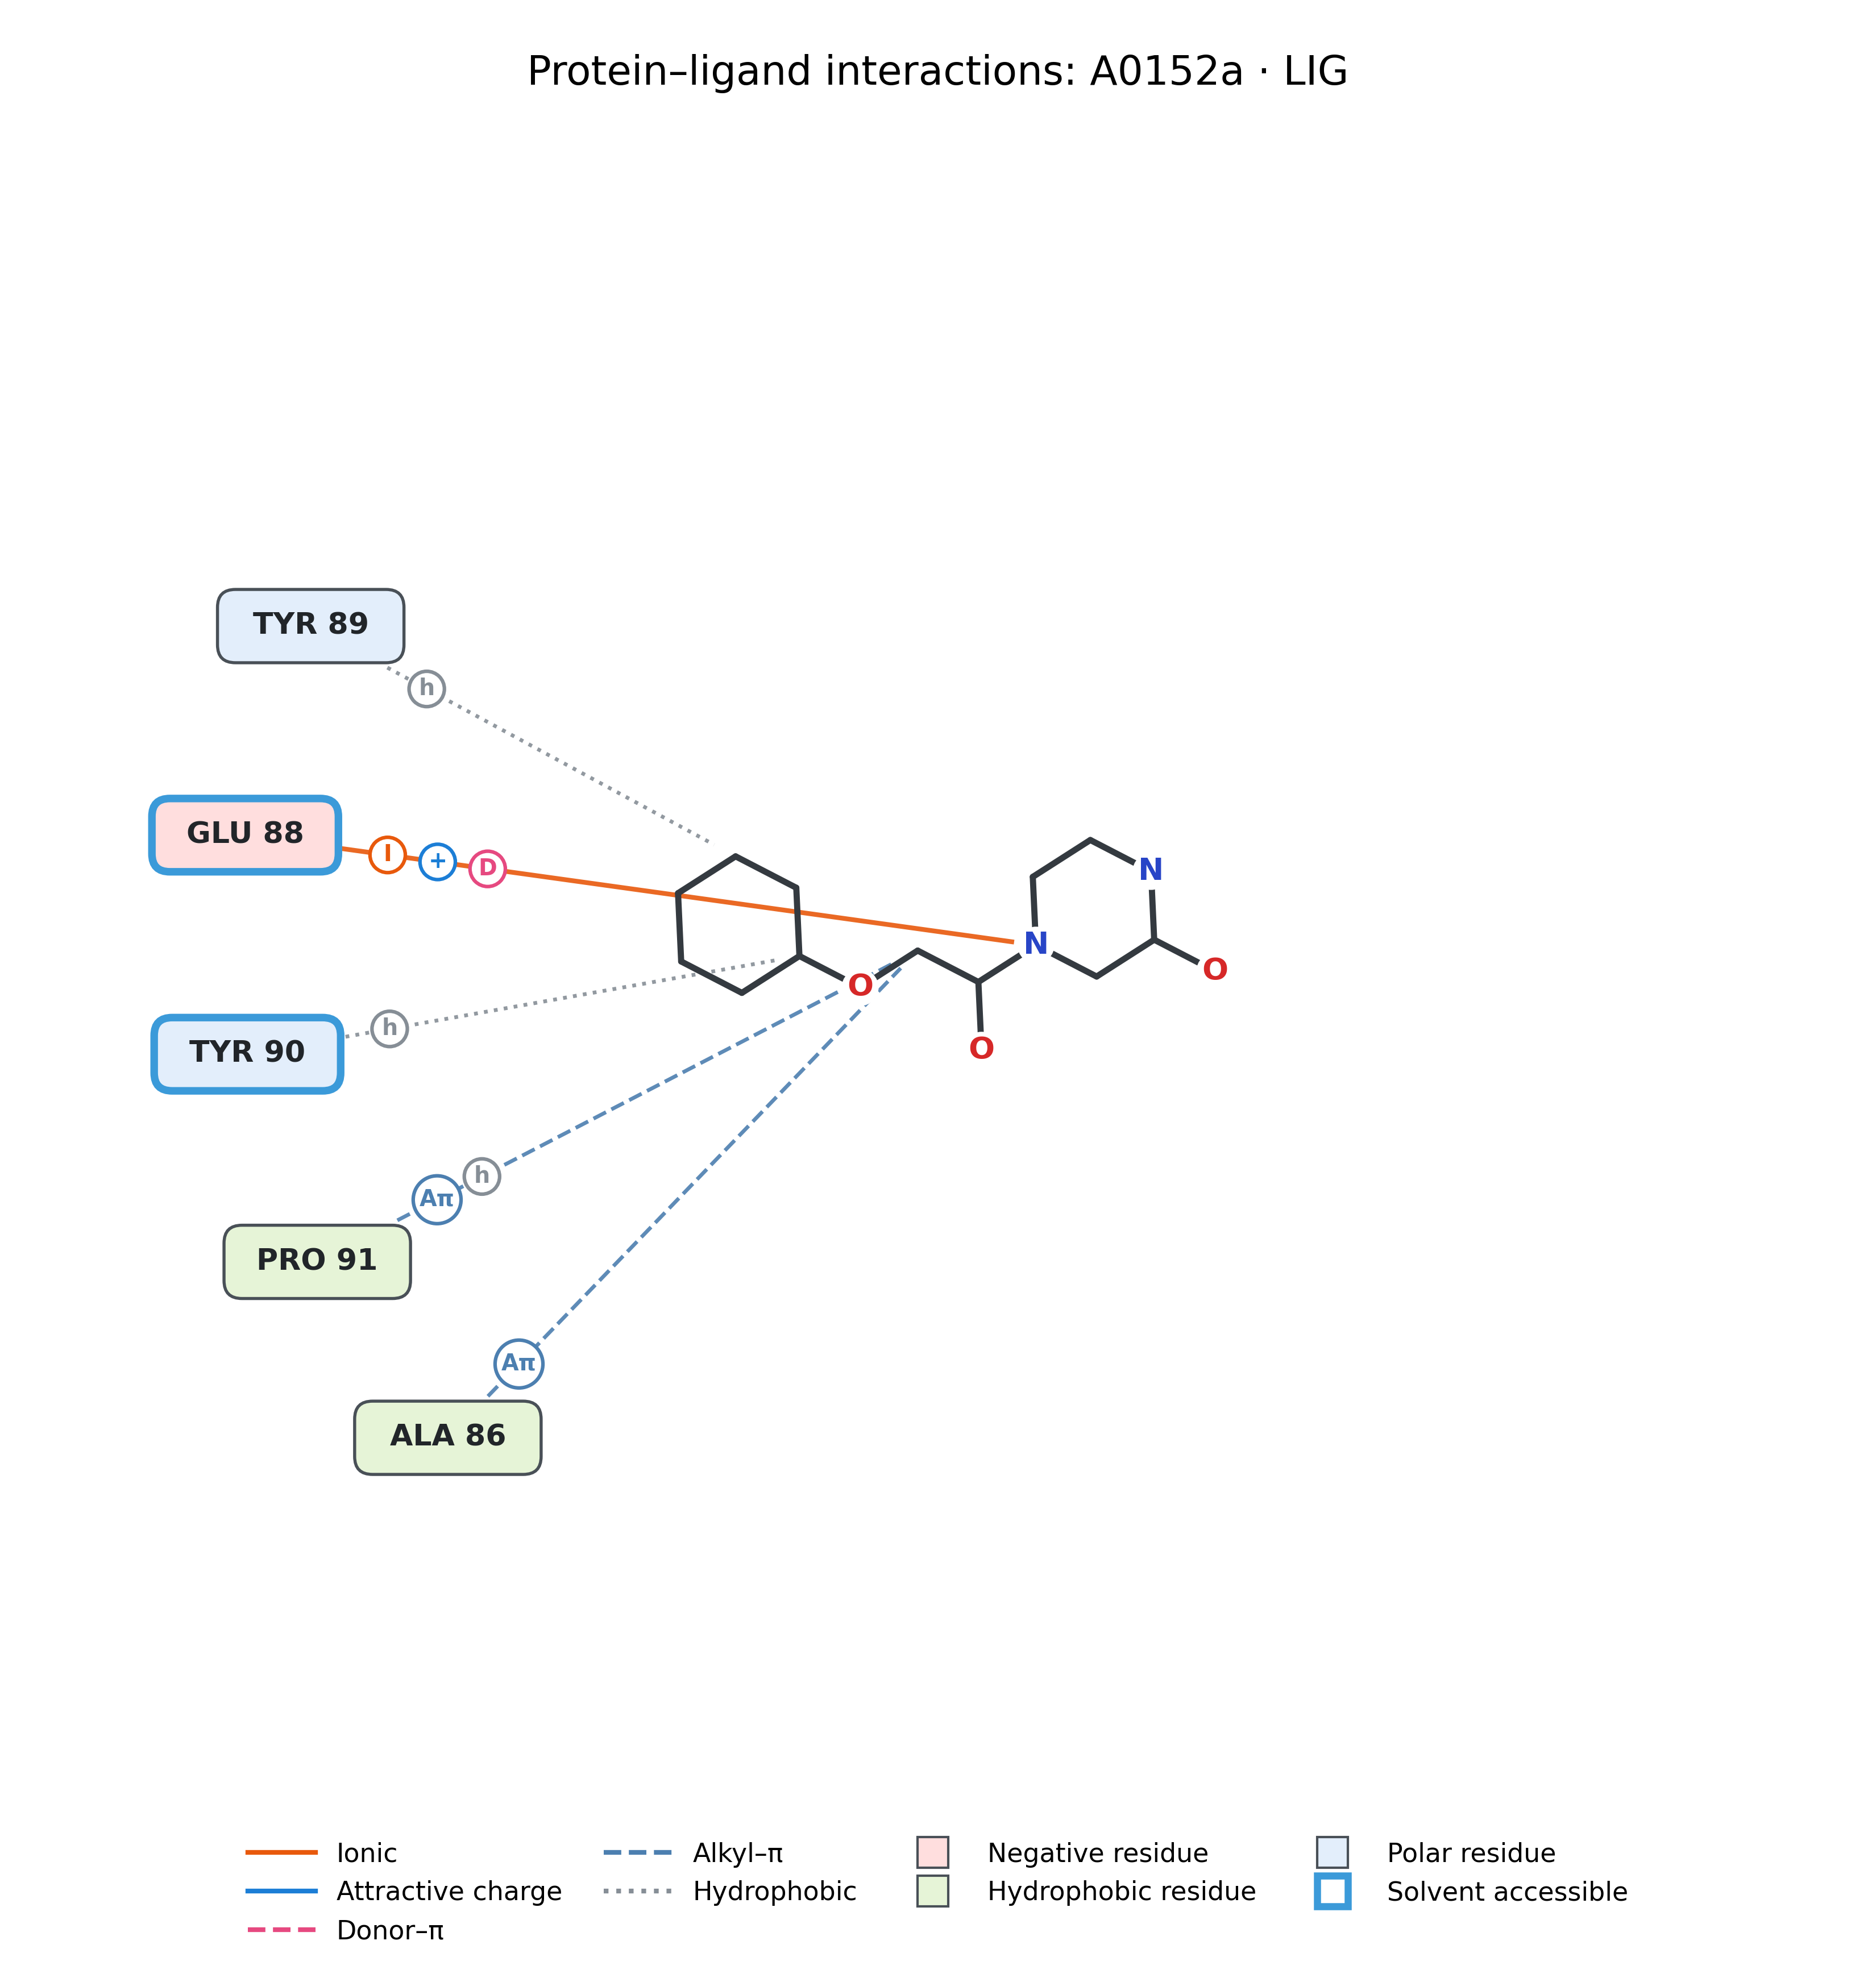 Protein–ligand interactions: A0152a · LIG
TYR 89
h
GLU 88
I
+
D
N
N
O
O
O
h
TYR 90
h
Aπ
PRO 91
Aπ
ALA 86
Ionic
Attractive charge
Donor–π
Alkyl–π
Hydrophobic
Negative residue
Hydrophobic residue
Polar residue
Solvent accessible